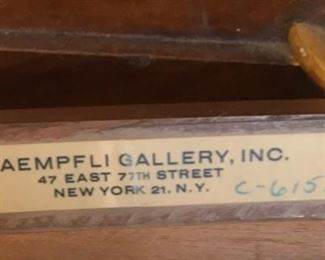 AEMPFLI GALLERY, INC.
47 EAST 77TH STREET
NEW YORK 21. N.Y. C-615